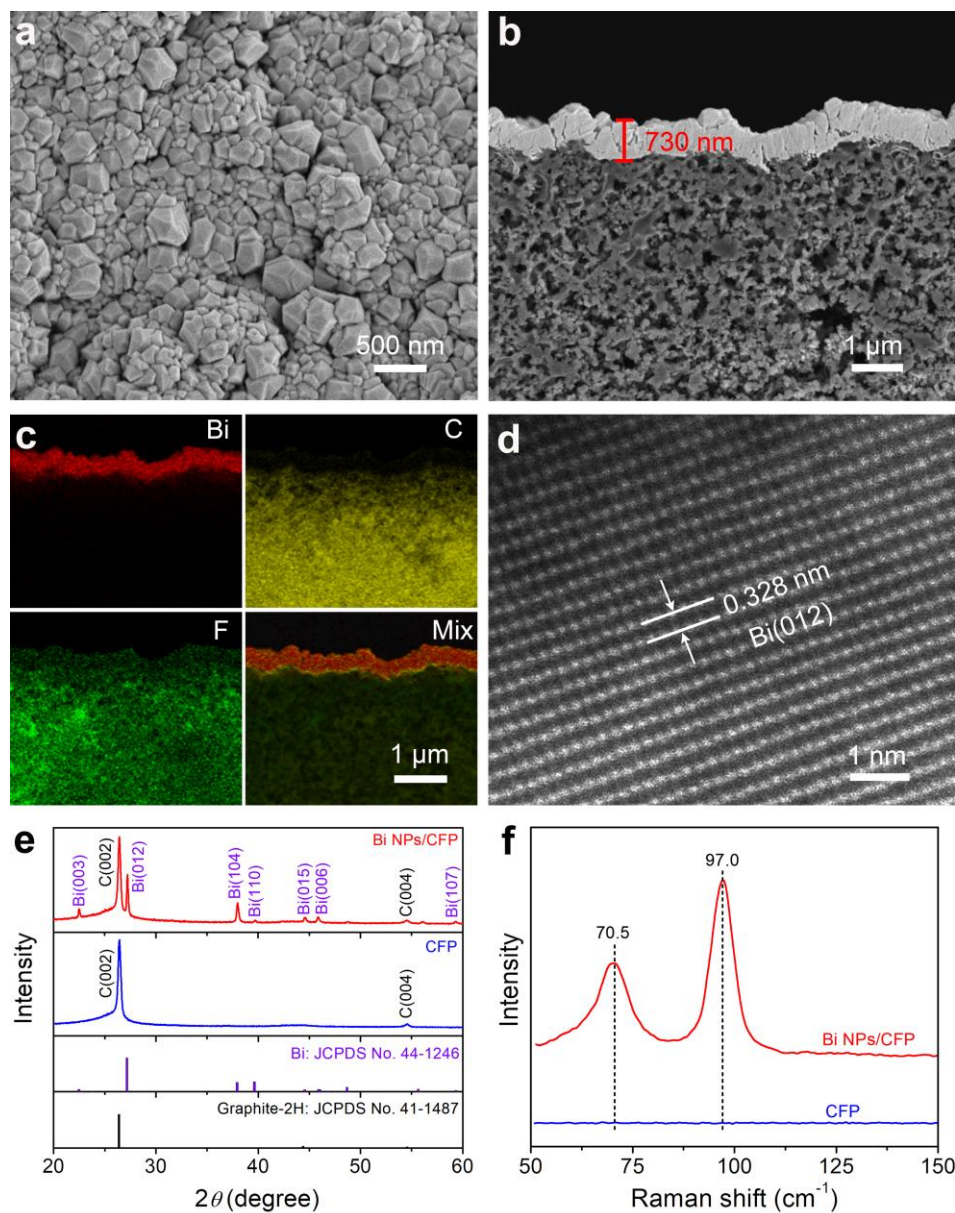 a
500 nm
b
730 nm
1 μm
c
Bi
C
F
Mix
1 μm
d
0.328 nm
Bi(012)
1 nm
e
Bi NPs/CFP
Bi(003)
C(002)
Bi(012)
Bi(104)
Bi(110)
Bi(015)
Bi(006)
C(004)
Bi(107)
CFP
C(002)
C(004)
Bi: JCPDS No. 44-1246
Graphite-2H: JCPDS No. 41-1487
Intensity
20 30 40 50 60
2θ (degree)
f
97.0
70.5
Bi NPs/CFP
CFP
Intensity
50 75 100 125 150
Raman shift (cm⁻¹)